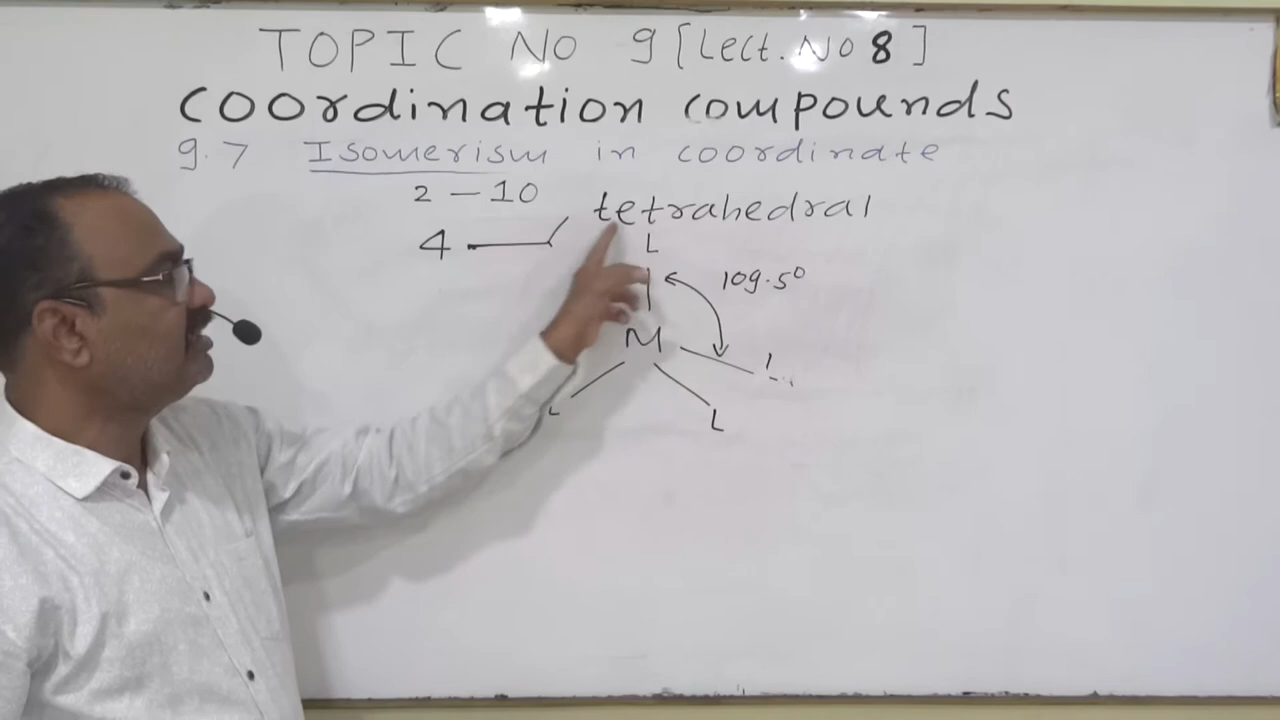 TOPIC NO 9 [Lect. NO 8]
coordination compounds
9.7 Isomerism in coordinate
2 — 10
4 tetrahedral
L
109.5°
M
L
L
L